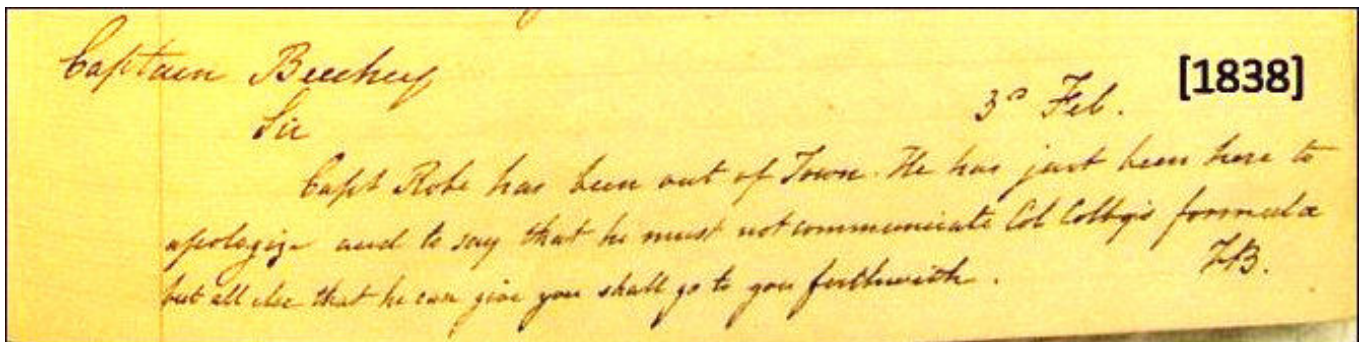 Captain Beechey
[1838]
3d Feb.
Sir
Capt Robe has been out of Town. He has just been here to
apologize and to say that he must not communicate Col Colby's formula
but all else that he can give you shall go to you forthwith.
FB.